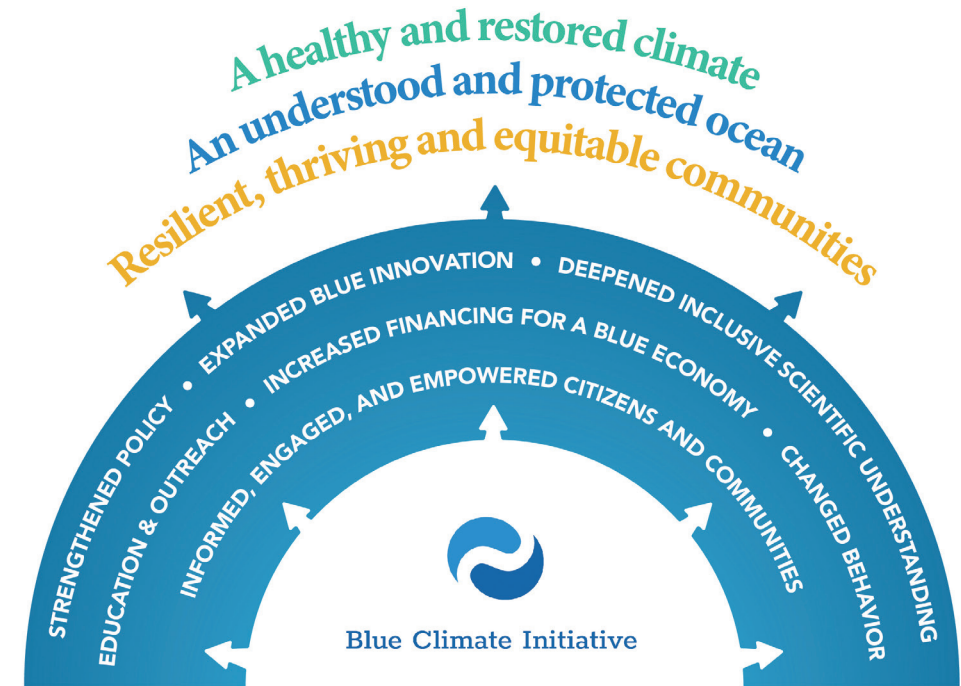 A healthy and restored climate
An understood and protected ocean
Resilient, thriving and equitable communities
STRENGTHENED POLICY • EXPANDED BLUE INNOVATION • DEEPENED INCLUSIVE SCIENTIFIC UNDERSTANDING
EDUCATION & OUTREACH • INCREASED FINANCING FOR A BLUE ECONOMY • CHANGED BEHAVIOR
INFORMED, ENGAGED, AND EMPOWERED CITIZENS AND COMMUNITIES
Blue Climate Initiative